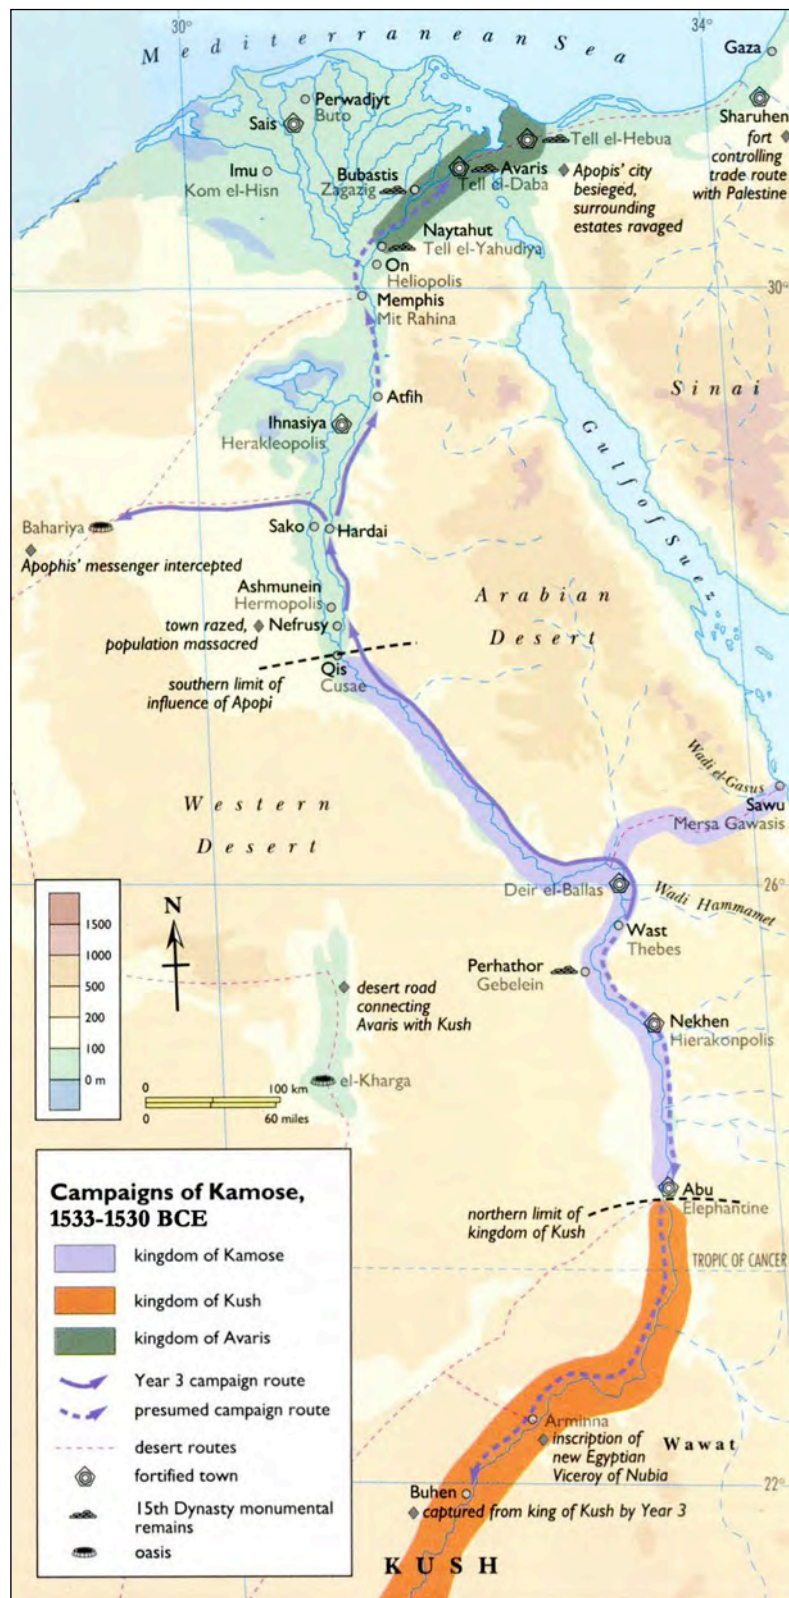 30°
34°
Mediterranean Sea
Gaza
Perwadjyt
Buto
Sais
Sharuhen
fort
controlling
trade route
with Palestine
Tell el-Hebua
Imu
Kom el-Hisn
Bubastis
Zagazig
Avaris
Tell el-Daba
Apopis' city
besieged,
surrounding
estates ravaged
Naytahut
Tell el-Yahudiya
On
Heliopolis
30°
Memphis
Mit Rahina
Sinai
Atfih
Ihnasiya
Herakleopolis
Gulf of Suez
Bahariya
Sako
Hardai
Apophis' messenger intercepted
Ashmunein
Hermopolis
Arabian
Desert
town razed,
population massacred
Nefrusy
Qis
Cusae
southern limit of
influence of Apopi
Wadi el-Gasus
Sawu
Mersa Gawasis
Western
Desert
Deir el-Ballas
26°
Wadi Hammamet
Wast
Thebes
1500
1000
500
200
100
0 m
N
Perhathor
Gebelein
desert road
connecting
Avaris with Kush
Nekhen
Hierakonpolis
el-Kharga
0
100 km
0
60 miles
Abu
Elephantine
northern limit of
kingdom of Kush
TROPIC OF CANCER
Campaigns of Kamose,
1533-1530 BCE
kingdom of Kamose
kingdom of Kush
kingdom of Avaris
Year 3 campaign route
presumed campaign route
desert routes
fortified town
15th Dynasty monumental
remains
oasis
Arminna
inscription of
new Egyptian
Viceroy of Nubia
Wawat
Buhen
22°
captured from king of Kush by Year 3
KUSH